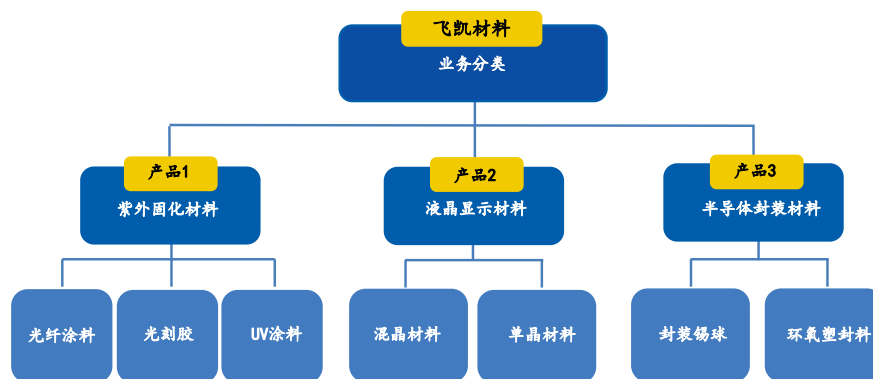 飞凯材料
业务分类
产品1
产品2
产品3
紫外固化材料
液晶显示材料
半导体封装材料
光纤涂料
光刻胶
UV涂料
混晶材料
单晶材料
封装锡球
环氧塑封料